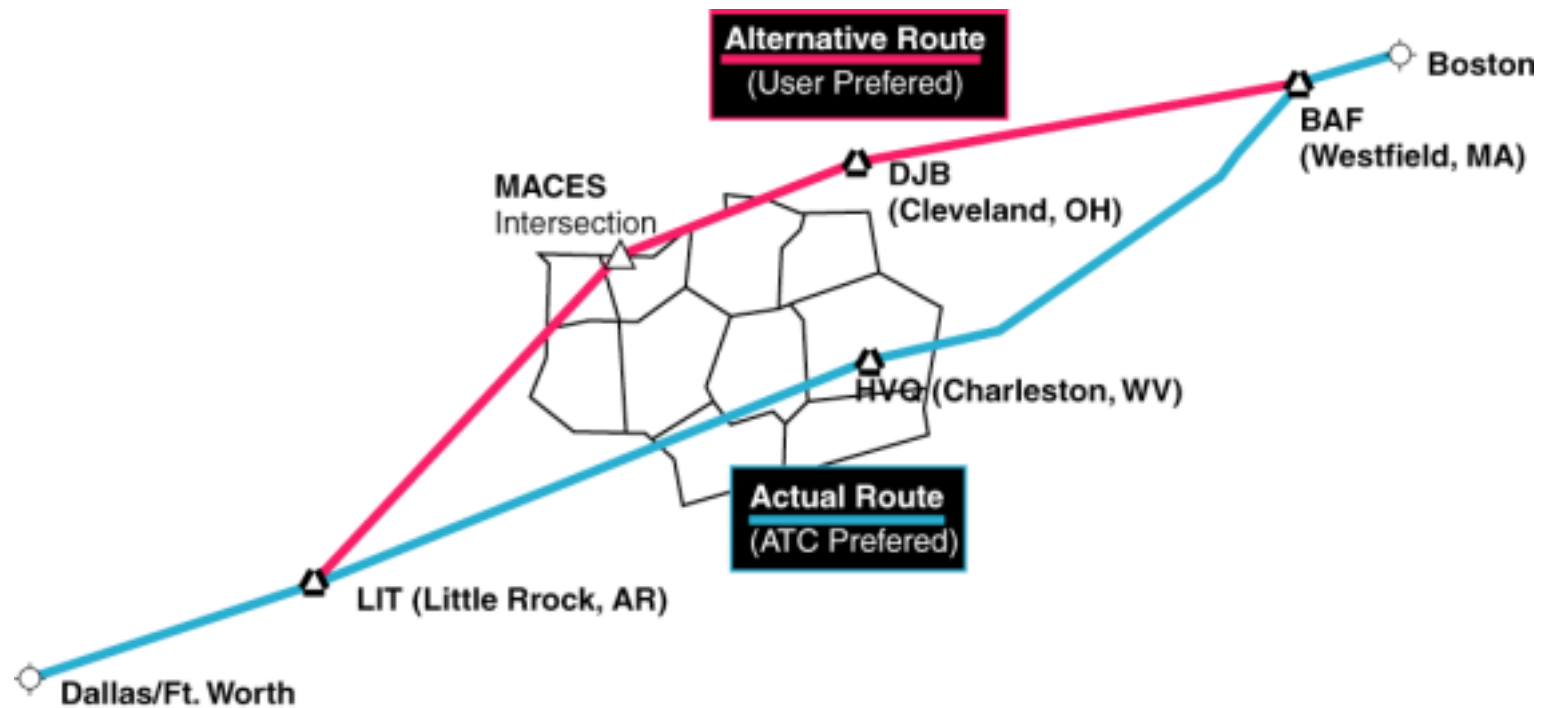 Alternative Route
(User Prefered)
Boston
BAF
(Westfield, MA)
MACES
Intersection
DJB
(Cleveland, OH)
HVQ (Charleston, WV)
Actual Route
(ATC Prefered)
LIT (Little Rrock, AR)
Dallas/Ft. Worth